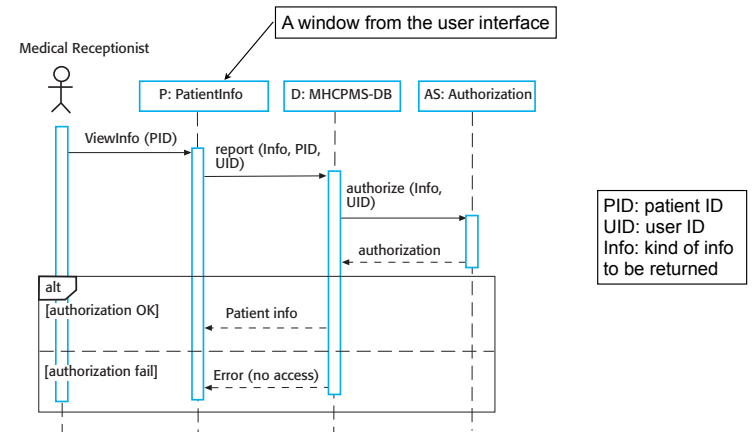 A window from the user interface
Medical Receptionist
P: PatientInfo
D: MHCPMS-DB
AS: Authorization
ViewInfo (PID)
report (Info, PID,
UID)
authorize (Info,
UID)
authorization
PID: patient ID
UID: user ID
Info: kind of info
to be returned
alt
[authorization OK]
Patient info
[authorization fail]
Error (no access)